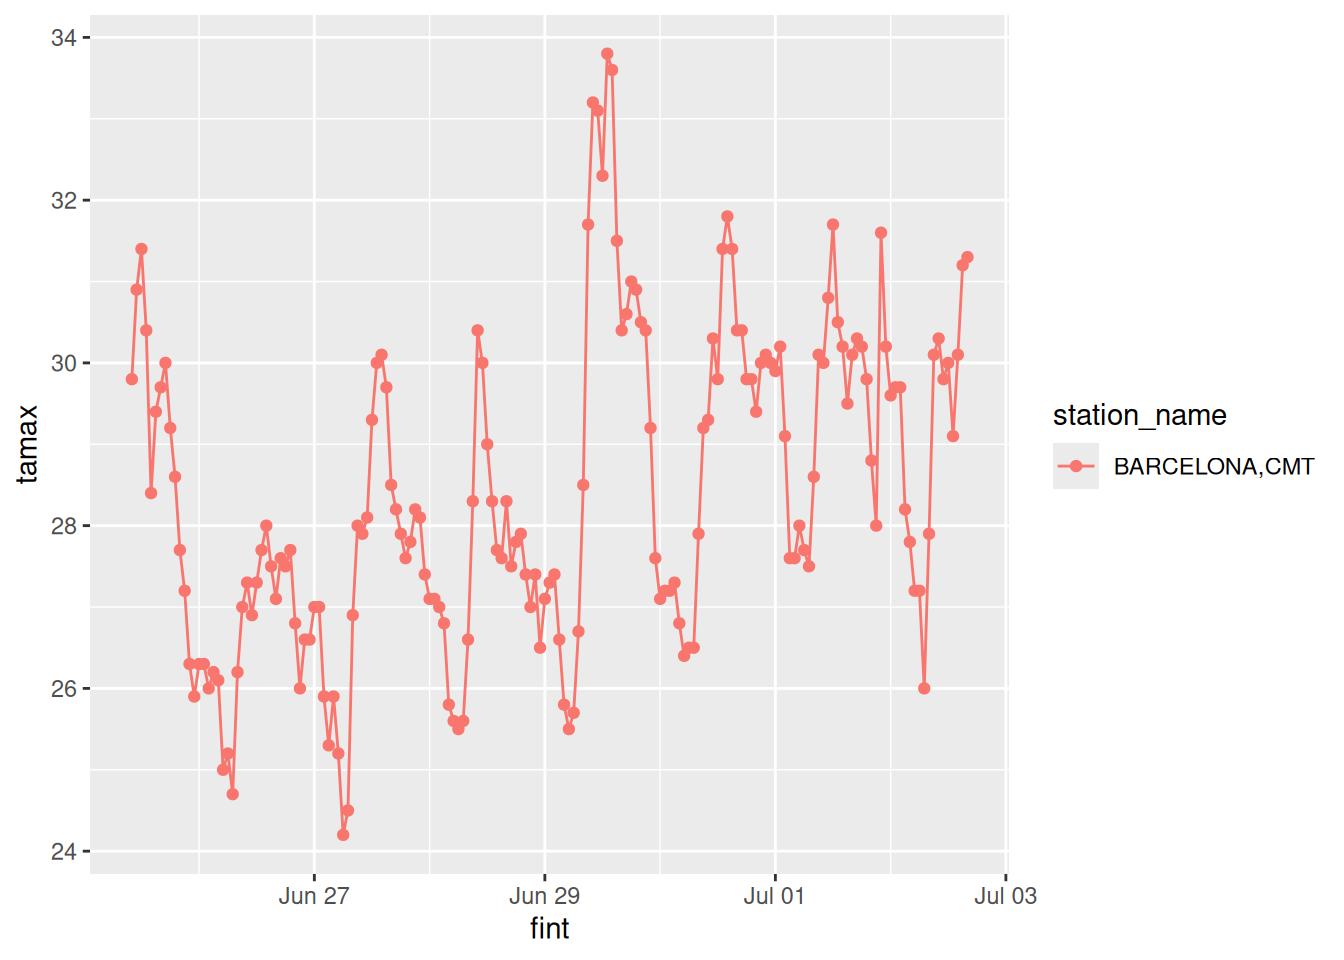 34
32
30
28
26
24
tamax
Jun 27
Jun 29
Jul 01
Jul 03
fint
station_name
BARCELONA,CMT